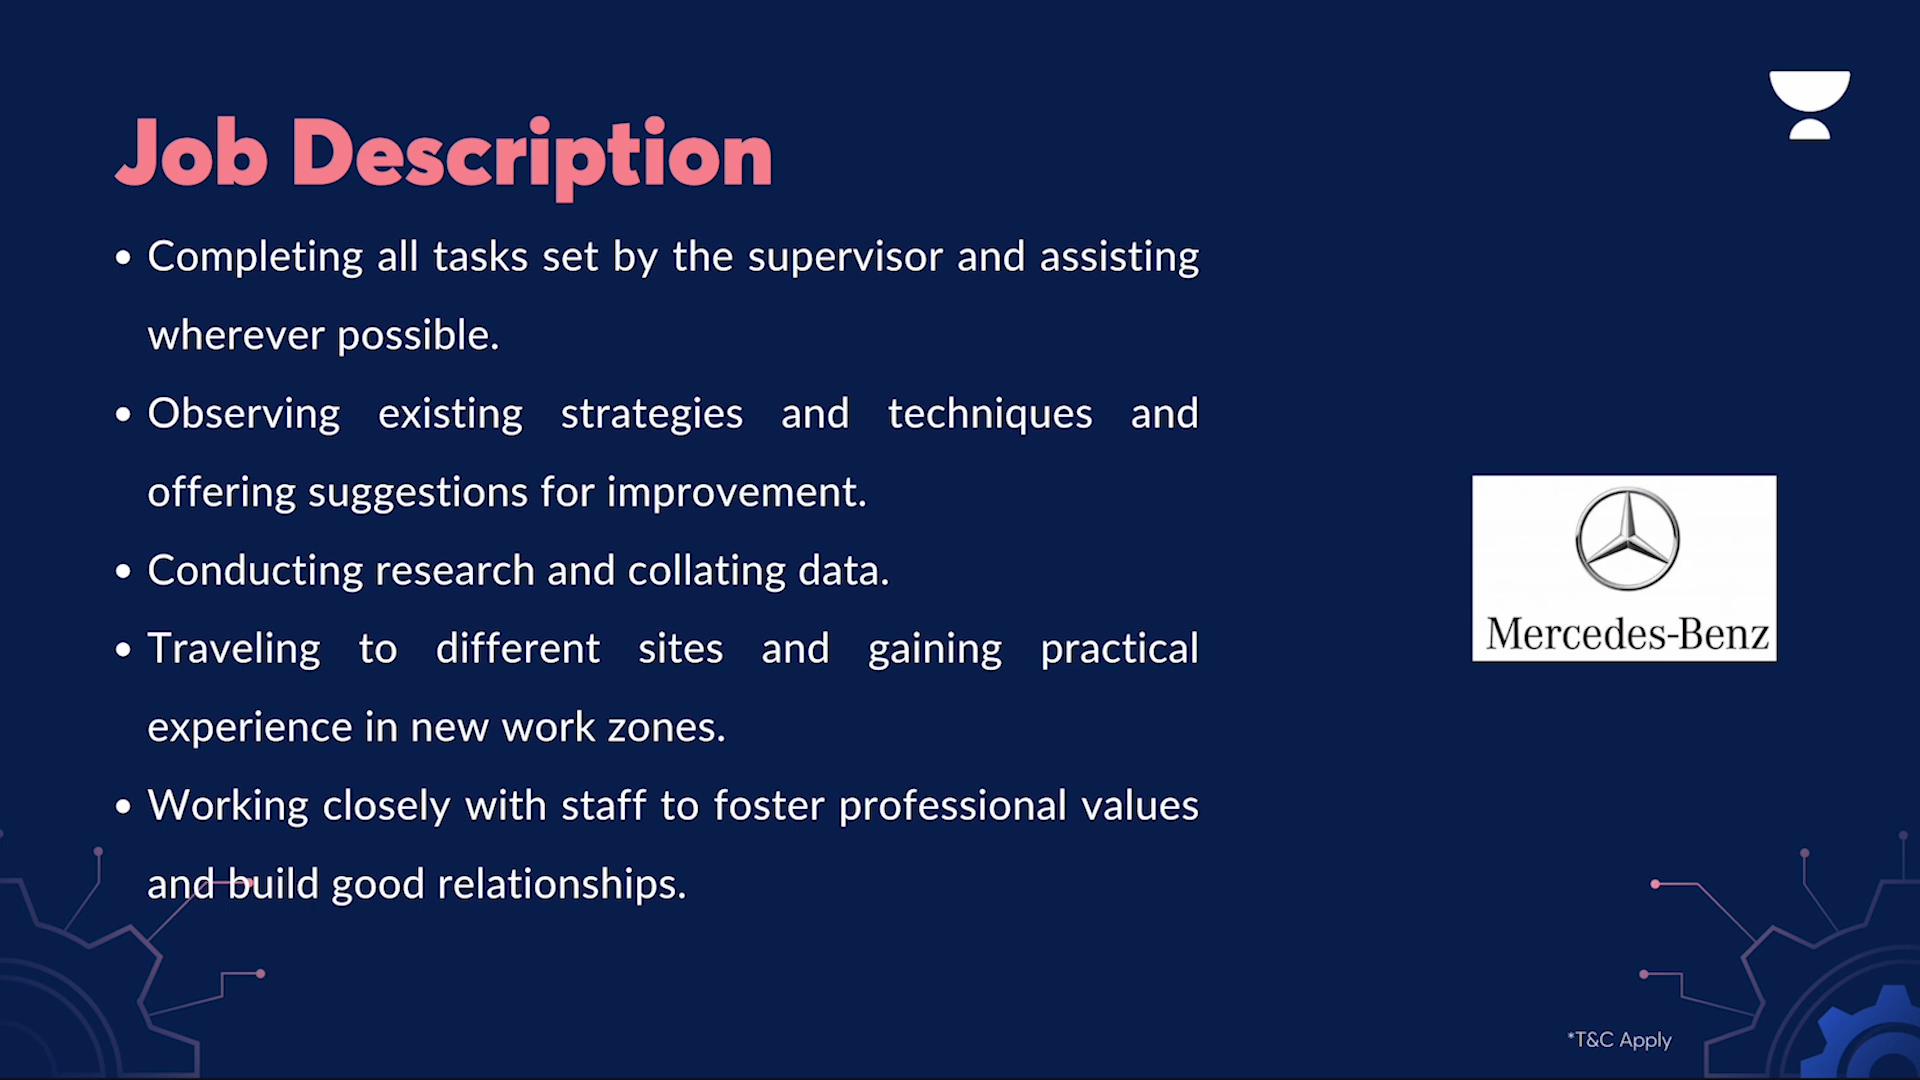 Job Description
• Completing all tasks set by the supervisor and assisting
wherever possible.
• Observing existing strategies and techniques and
offering suggestions for improvement.
• Conducting research and collating data.
• Traveling to different sites and gaining practical
experience in new work zones.
• Working closely with staff to foster professional values
and build good relationships.
Mercedes-Benz
*T&C Apply